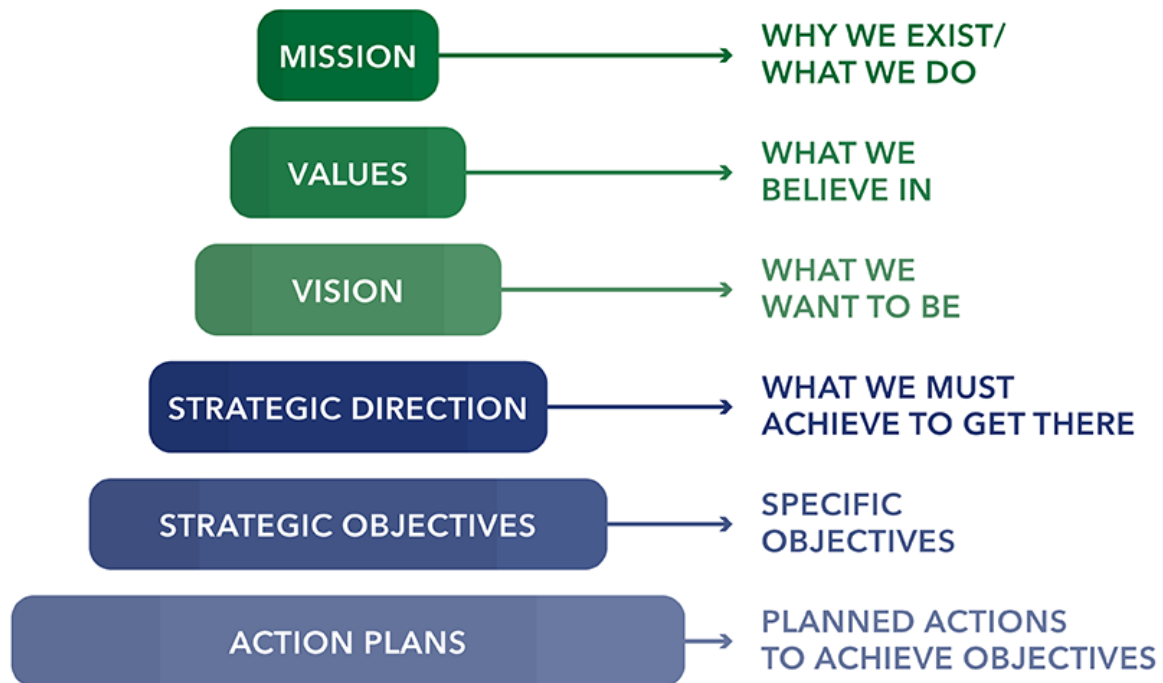 MISSION
WHY WE EXIST/
WHAT WE DO
VALUES
WHAT WE
BELIEVE IN
VISION
WHAT WE
WANT TO BE
STRATEGIC DIRECTION
WHAT WE MUST
ACHIEVE TO GET THERE
STRATEGIC OBJECTIVES
SPECIFIC
OBJECTIVES
ACTION PLANS
PLANNED ACTIONS
TO ACHIEVE OBJECTIVES